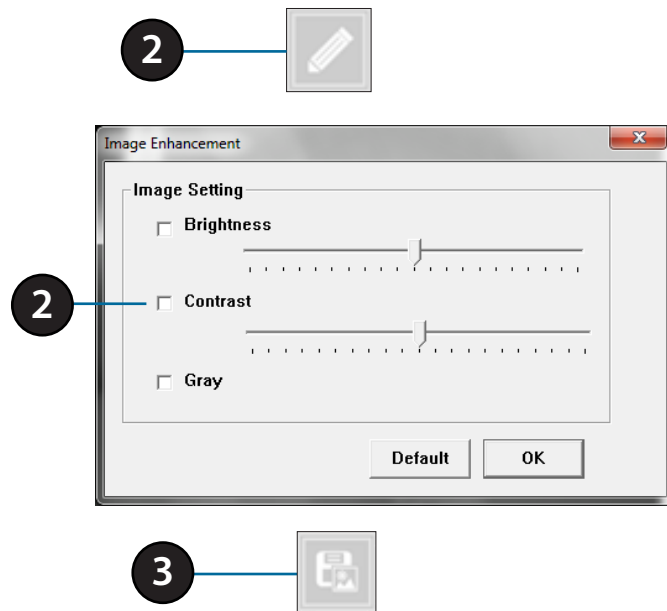 2
Image Enhancement
Image Setting
Brightness
2
Contrast
Gray
Default OK
3